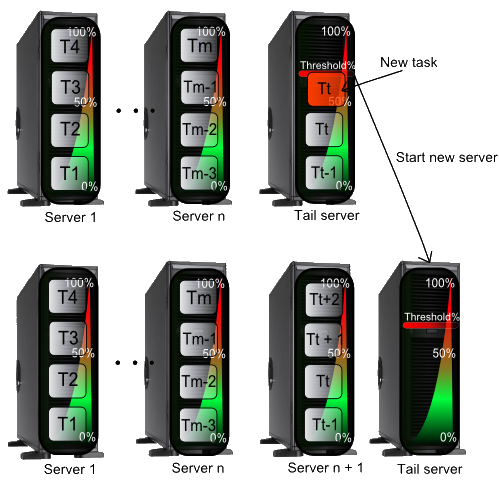 100%
T4
T3
50%
T2
T1
0%
Server 1
100%
Tm
Tm-1
50%
Tm-2
Tm-3
0%
Server n
100%
Threshold%
Tt
50%
Tt
Tt-1
0%
Tail server
New task
Start new server
100%
T4
T3
50%
T2
T1
0%
Server 1
100%
Tm
Tm-1
50%
Tm-2
Tm-3
0%
Server n
100%
Tt+2
Tt + 1
50%
Tt
Tt-1
0%
Server n + 1
100%
Threshold%
50%
0%
Tail server